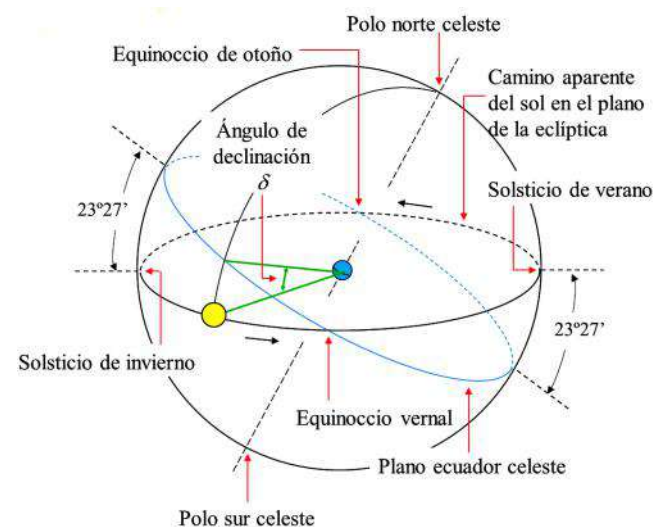 Polo norte celeste
Equinoccio de otoño
Camino aparente
del sol en el plano
de la eclíptica
Ángulo de
declinación
δ
Solsticio de verano
23º27’
23º27’
Solsticio de invierno
Equinoccio vernal
Plano ecuador celeste
Polo sur celeste